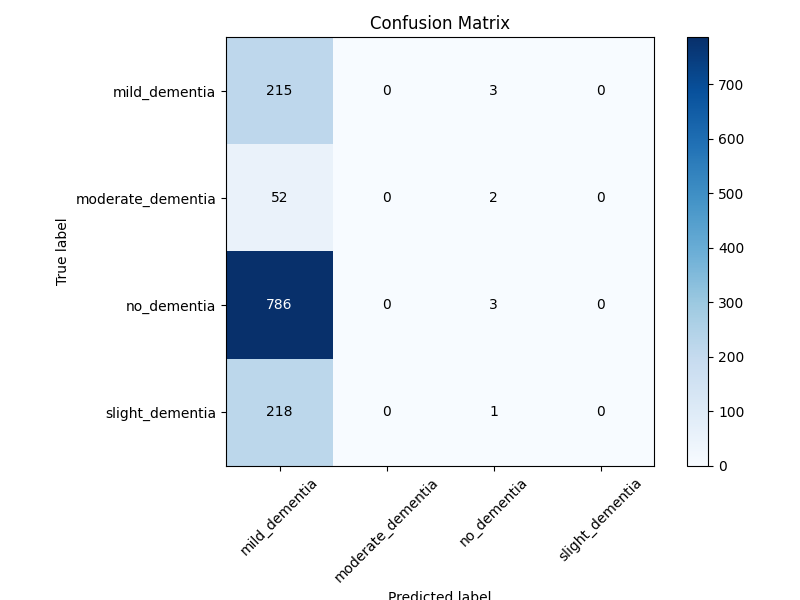 Confusion Matrix
mild_dementia 215 0 3 0
moderate_dementia 52 0 2 0
no_dementia 786 0 3 0
slight_dementia 218 0 1 0
True label
mild_dementia moderate_dementia no_dementia slight_dementia
Predicted label
700
600
500
400
300
200
100
0